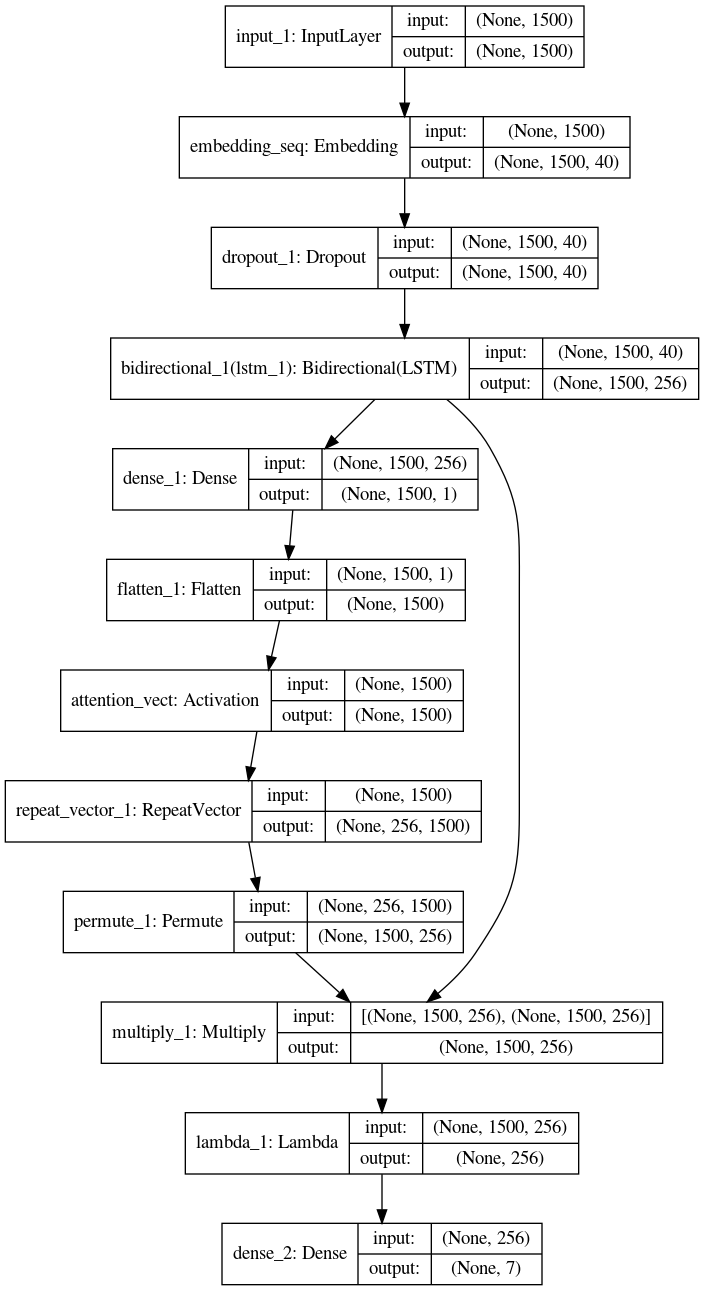 input_1: InputLayer
input: (None, 1500)
output: (None, 1500)
embedding_seq: Embedding
input: (None, 1500)
output: (None, 1500, 40)
dropout_1: Dropout
input: (None, 1500, 40)
output: (None, 1500, 40)
bidirectional_1(lstm_1): Bidirectional(LSTM)
input: (None, 1500, 40)
output: (None, 1500, 256)
dense_1: Dense
input: (None, 1500, 256)
output: (None, 1500, 1)
flatten_1: Flatten
input: (None, 1500, 1)
output: (None, 1500)
attention_vect: Activation
input: (None, 1500)
output: (None, 1500)
repeat_vector_1: RepeatVector
input: (None, 1500)
output: (None, 256, 1500)
permute_1: Permute
input: (None, 256, 1500)
output: (None, 1500, 256)
multiply_1: Multiply
input: [(None, 1500, 256), (None, 1500, 256)]
output: (None, 1500, 256)
lambda_1: Lambda
input: (None, 1500, 256)
output: (None, 256)
dense_2: Dense
input: (None, 256)
output: (None, 7)